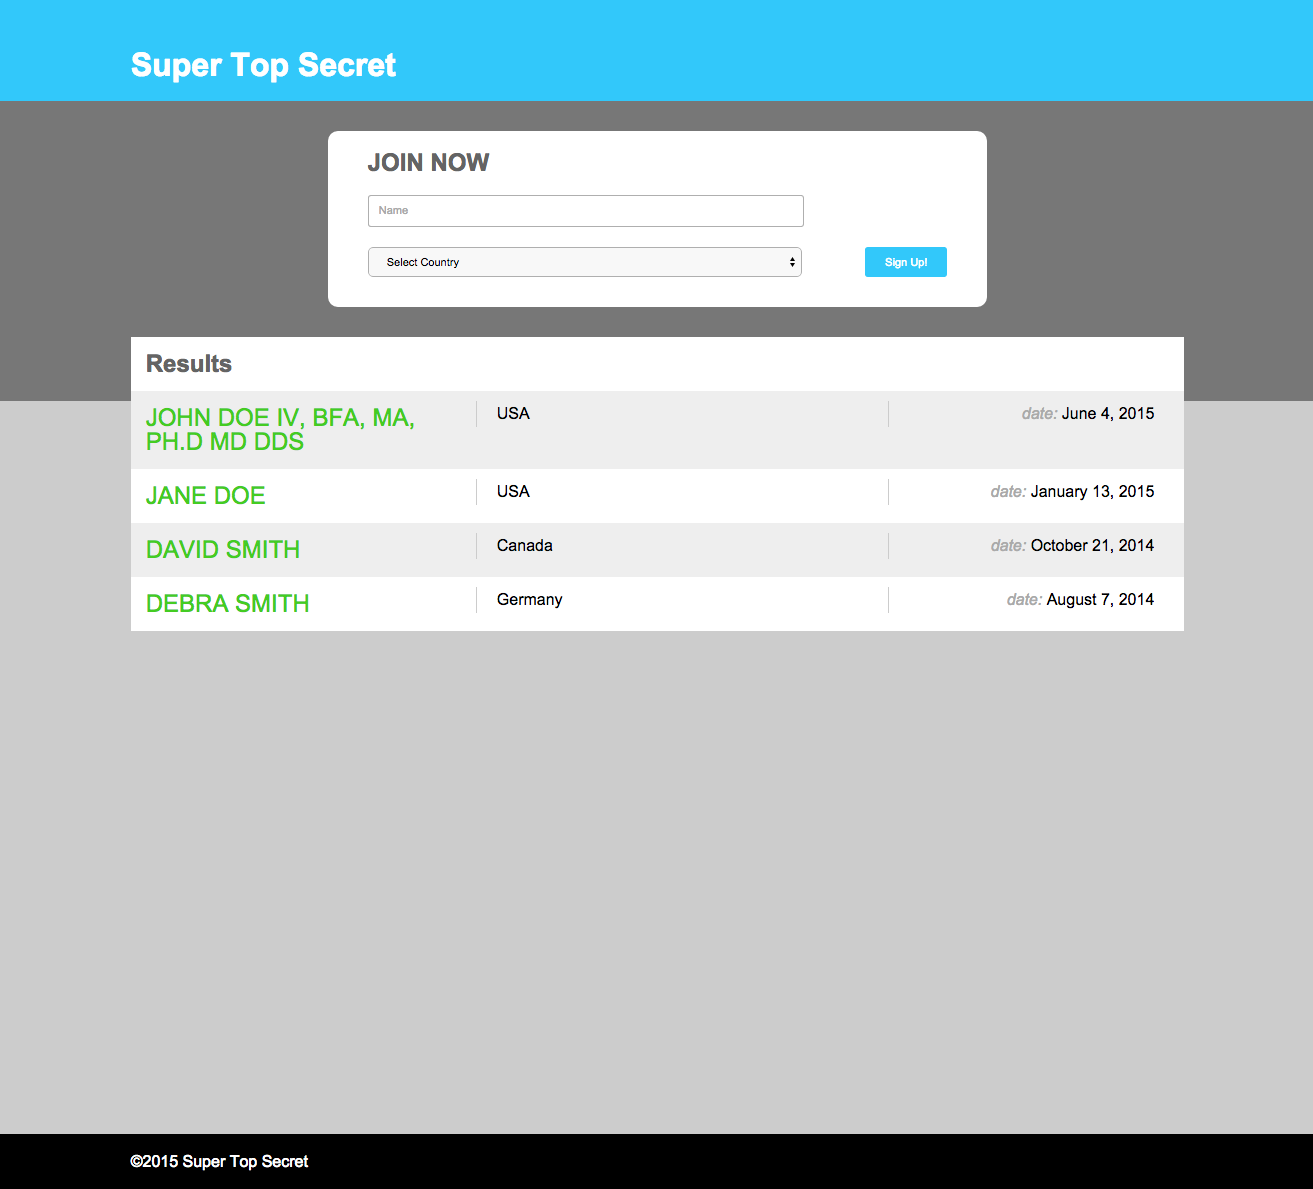 Super Top Secret
JOIN NOW
Name
Select Country
Sign Up!
Results
JOHN DOE IV, BFA, MA,
PH.D MD DDS
USA
date: June 4, 2015
JANE DOE
USA
date: January 13, 2015
DAVID SMITH
Canada
date: October 21, 2014
DEBRA SMITH
Germany
date: August 7, 2014
©2015 Super Top Secret